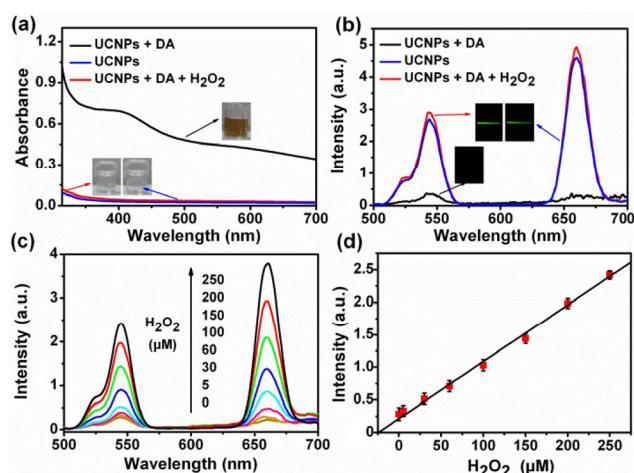 (a)
UCNPs + DA
UCNPs
UCNPs + DA + H₂O₂
Absorbance
1.2
0.9
0.6
0.3
0.0
400 500 600 700
Wavelength (nm)
(b)
UCNPs + DA
UCNPs
UCNPs + DA + H₂O₂
Intensity (a.u.)
5
4
3
2
1
0
500 550 600 650 700
Wavelength (nm)
(c)
Intensity (a.u.)
4
3
2
1
0
H₂O₂
(µM)
250
200
150
100
60
30
5
0
500 550 600 650 700
Wavelength (nm)
(d)
Intensity (a.u.)
2.5
2.0
1.5
1.0
0.5
0.0
0 50 100 150 200 250
H₂O₂ (µM)